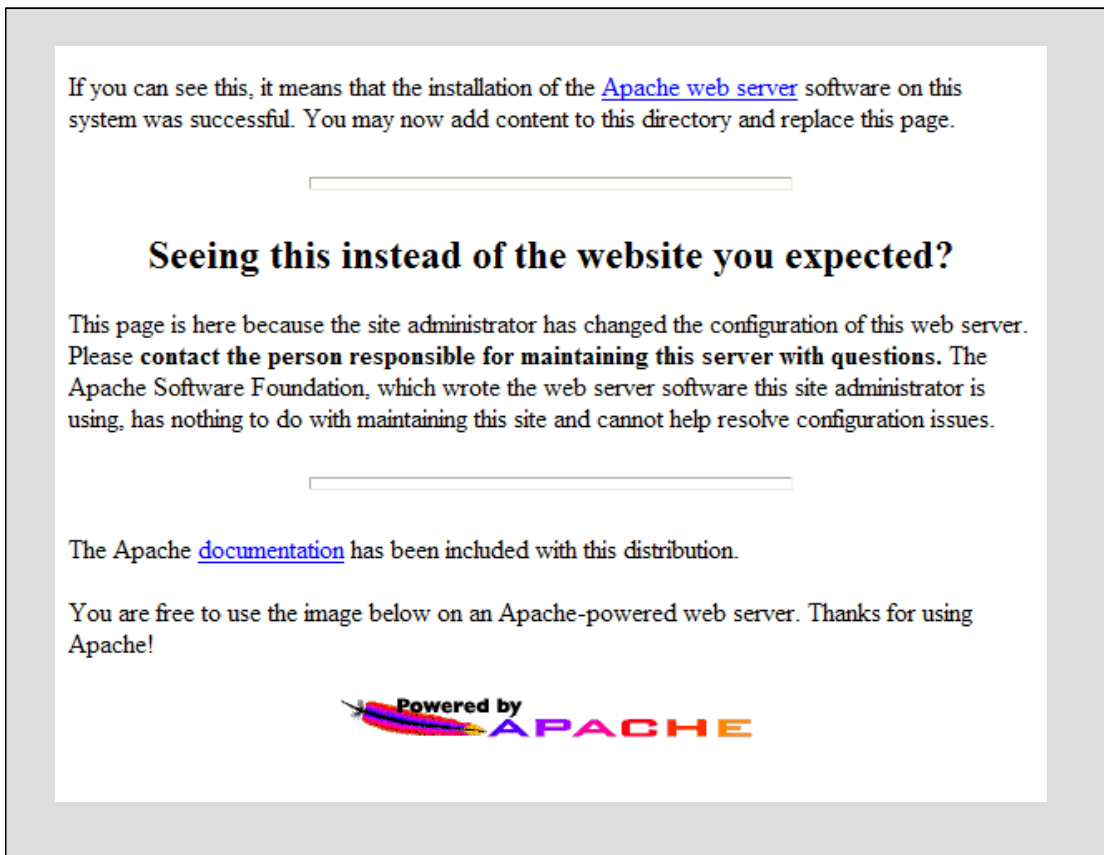 If you can see this, it means that the installation of the Apache web server software on this
system was successful. You may now add content to this directory and replace this page.
Seeing this instead of the website you expected?
This page is here because the site administrator has changed the configuration of this web server.
Please contact the person responsible for maintaining this server with questions. The
Apache Software Foundation, which wrote the web server software this site administrator is
using, has nothing to do with maintaining this site and cannot help resolve configuration issues.
The Apache documentation has been included with this distribution.
You are free to use the image below on an Apache-powered web server. Thanks for using
Apache!
Powered by
APACHE